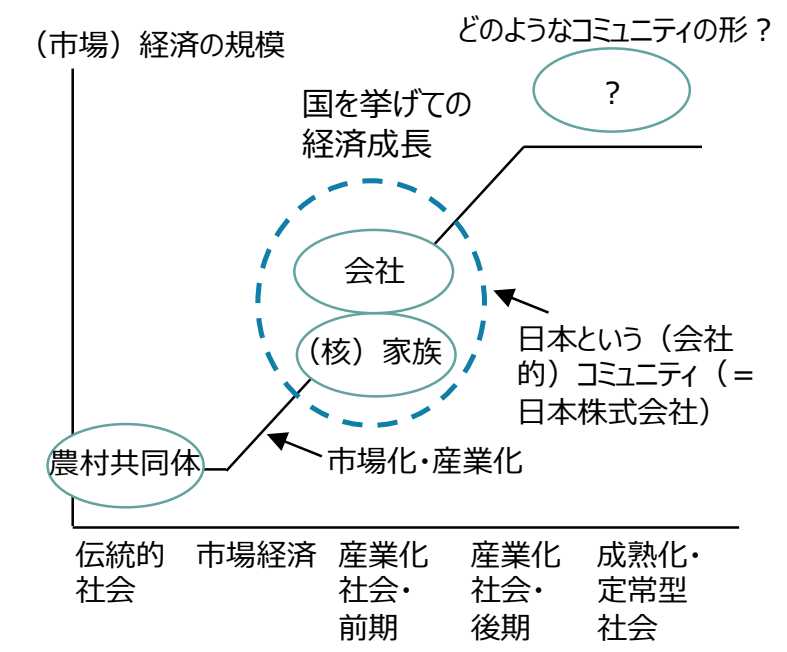 どのようなコミュニティの形？
（市場）経済の規模
？
国を挙げての
経済成長
会社
（核）家族
日本という（会社
的）コミュニティ（＝
日本株式会社）
農村共同体
市場化・産業化
伝統的
社会
市場経済
産業化
社会・
前期
産業化
社会・
後期
成熟化・
定常型
社会